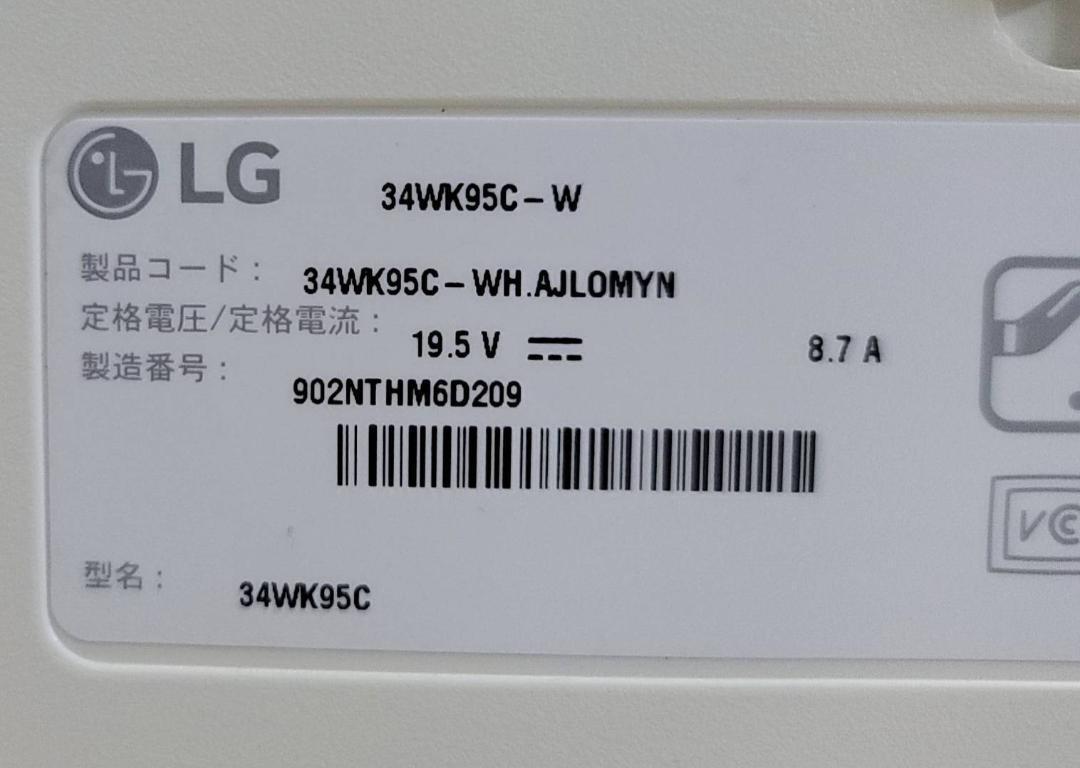 LG 34WK95C-W
製品コード: 34WK95C-WH.AJLOMYN
定格電圧/定格電流: 19.5 V ⎓ 8.7 A
製造番号: 902NTHM6D209
型名: 34WK95C